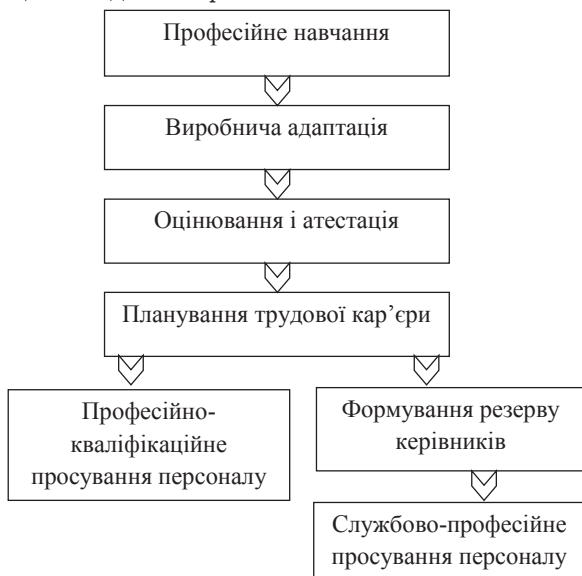 Професійне навчання
Виробнича адаптація
Оцінювання і атестація
Планування трудової кар’єри
Професійно-
кваліфікаційне
просування персоналу
Формування резерву
керівників
Службово-професійне
просування персоналу